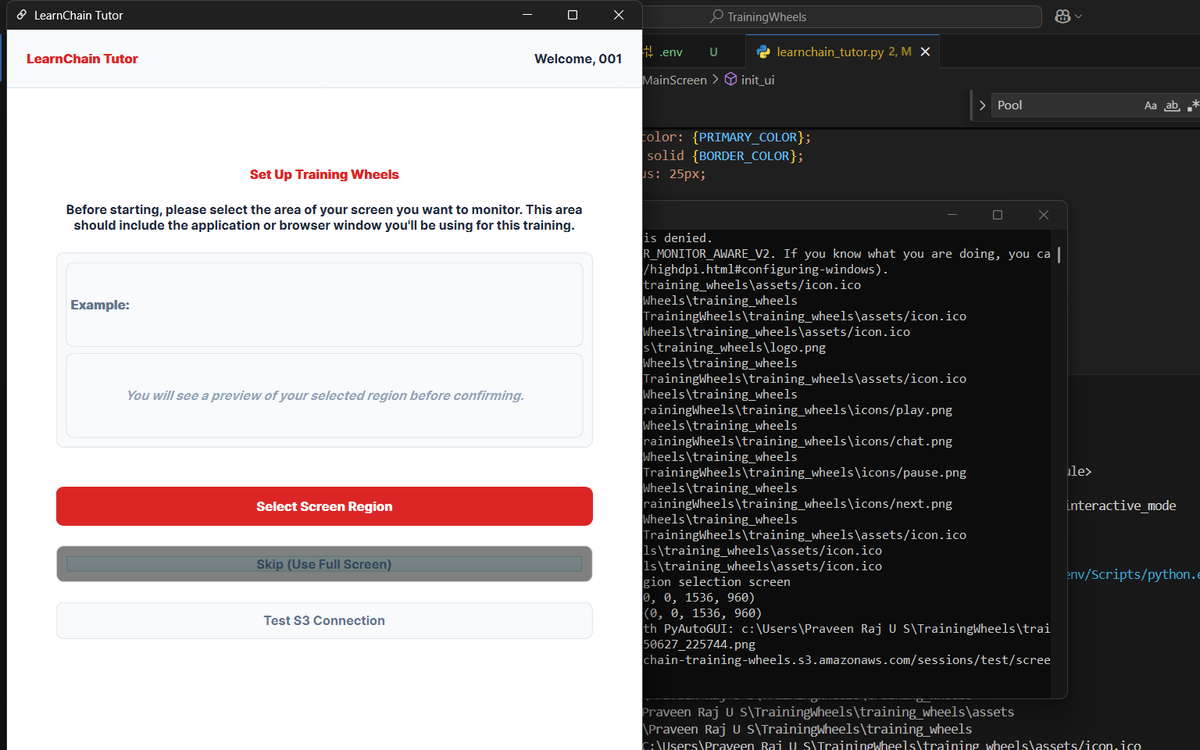 LearnChain Tutor
LearnChain Tutor
Welcome, 001
Set Up Training Wheels
Before starting, please select the area of your screen you want to monitor. This area
should include the application or browser window you'll be using for this training.
Example:
You will see a preview of your selected region before confirming.
Select Screen Region
Skip (Use Full Screen)
Test S3 Connection
TrainingWheels
.env U
learnchain_tutor.py 2, M
MainScreen > init_ui
> Pool Aa ab .*
color: {PRIMARY_COLOR};
solid {BORDER_COLOR};
us: 25px;
is denied.
R_MONITOR_AWARE_V2. If you know what you are doing, you ca
/highdpi.html#configuring-windows).
training_wheels\assets/icon.ico
Wheels\training_wheels
TrainingWheels\training_wheels\assets/icon.ico
Wheels\training_wheels\assets/icon.ico
s\training_wheels\logo.png
Wheels\training_wheels
TrainingWheels\training_wheels\assets/icon.ico
Wheels\training_wheels
rainingWheels\training_wheels\icons/play.png
Wheels\training_wheels
rainingWheels\training_wheels\icons/chat.png
Wheels\training_wheels
TrainingWheels\training_wheels\icons/pause.png
Wheels\training_wheels
rainingWheels\training_wheels\icons/next.png
Wheels\training_wheels
TrainingWheels\training_wheels\assets/icon.ico
ls\training_wheels\assets/icon.ico
ls\training_wheels\assets/icon.ico
gion selection screen
0, 0, 1536, 960)
(0, 0, 1536, 960)
th PyAutoGUI: c:\Users\Praveen Raj U S\TrainingWheels\trai
50627_225744.png
chain-training-wheels.s3.amazonaws.com/sessions/test/scree
ule>
interactive_mode
env/Scripts/python.e
Praveen Raj U S\TrainingWheels\training_wheels\assets
\Praveen Raj U S\TrainingWheels\training_wheels
C:\Users\Praveen Raj U S\TrainingWheels\training_wheels\assets/icon.ico